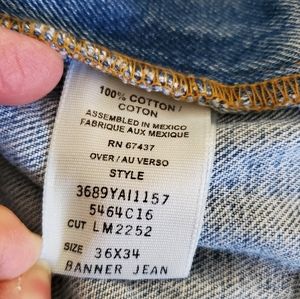 100% COTTON /
COTON
ASSEMBLED IN MEXICO
FABRIQUE AUX MEXIQUE
RN 67437
OVER / AU VERSO
STYLE
3689YAI1157
5464C16
CUT LM2252
SIZE 36X34
BANNER JEAN